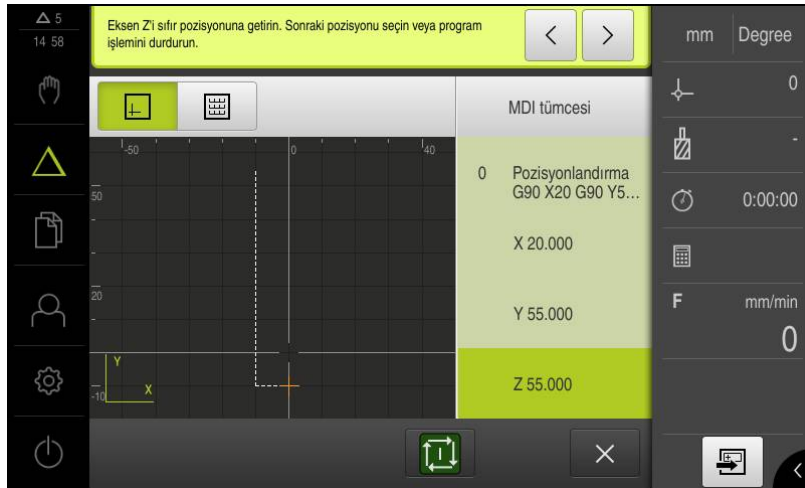 5
14 58
Eksen Z'i sıfır pozisyonuna getirin. Sonraki pozisyonu seçin veya program
işlemini durdurun.
mm Degree
MDI tümcesi
0
-
0:00:00
F mm/min
0
-50 0 40
50
20
-10
Y
X
0 Pozisyonlandırma
G90 X20 G90 Y5...
X 20.000
Y 55.000
Z 55.000